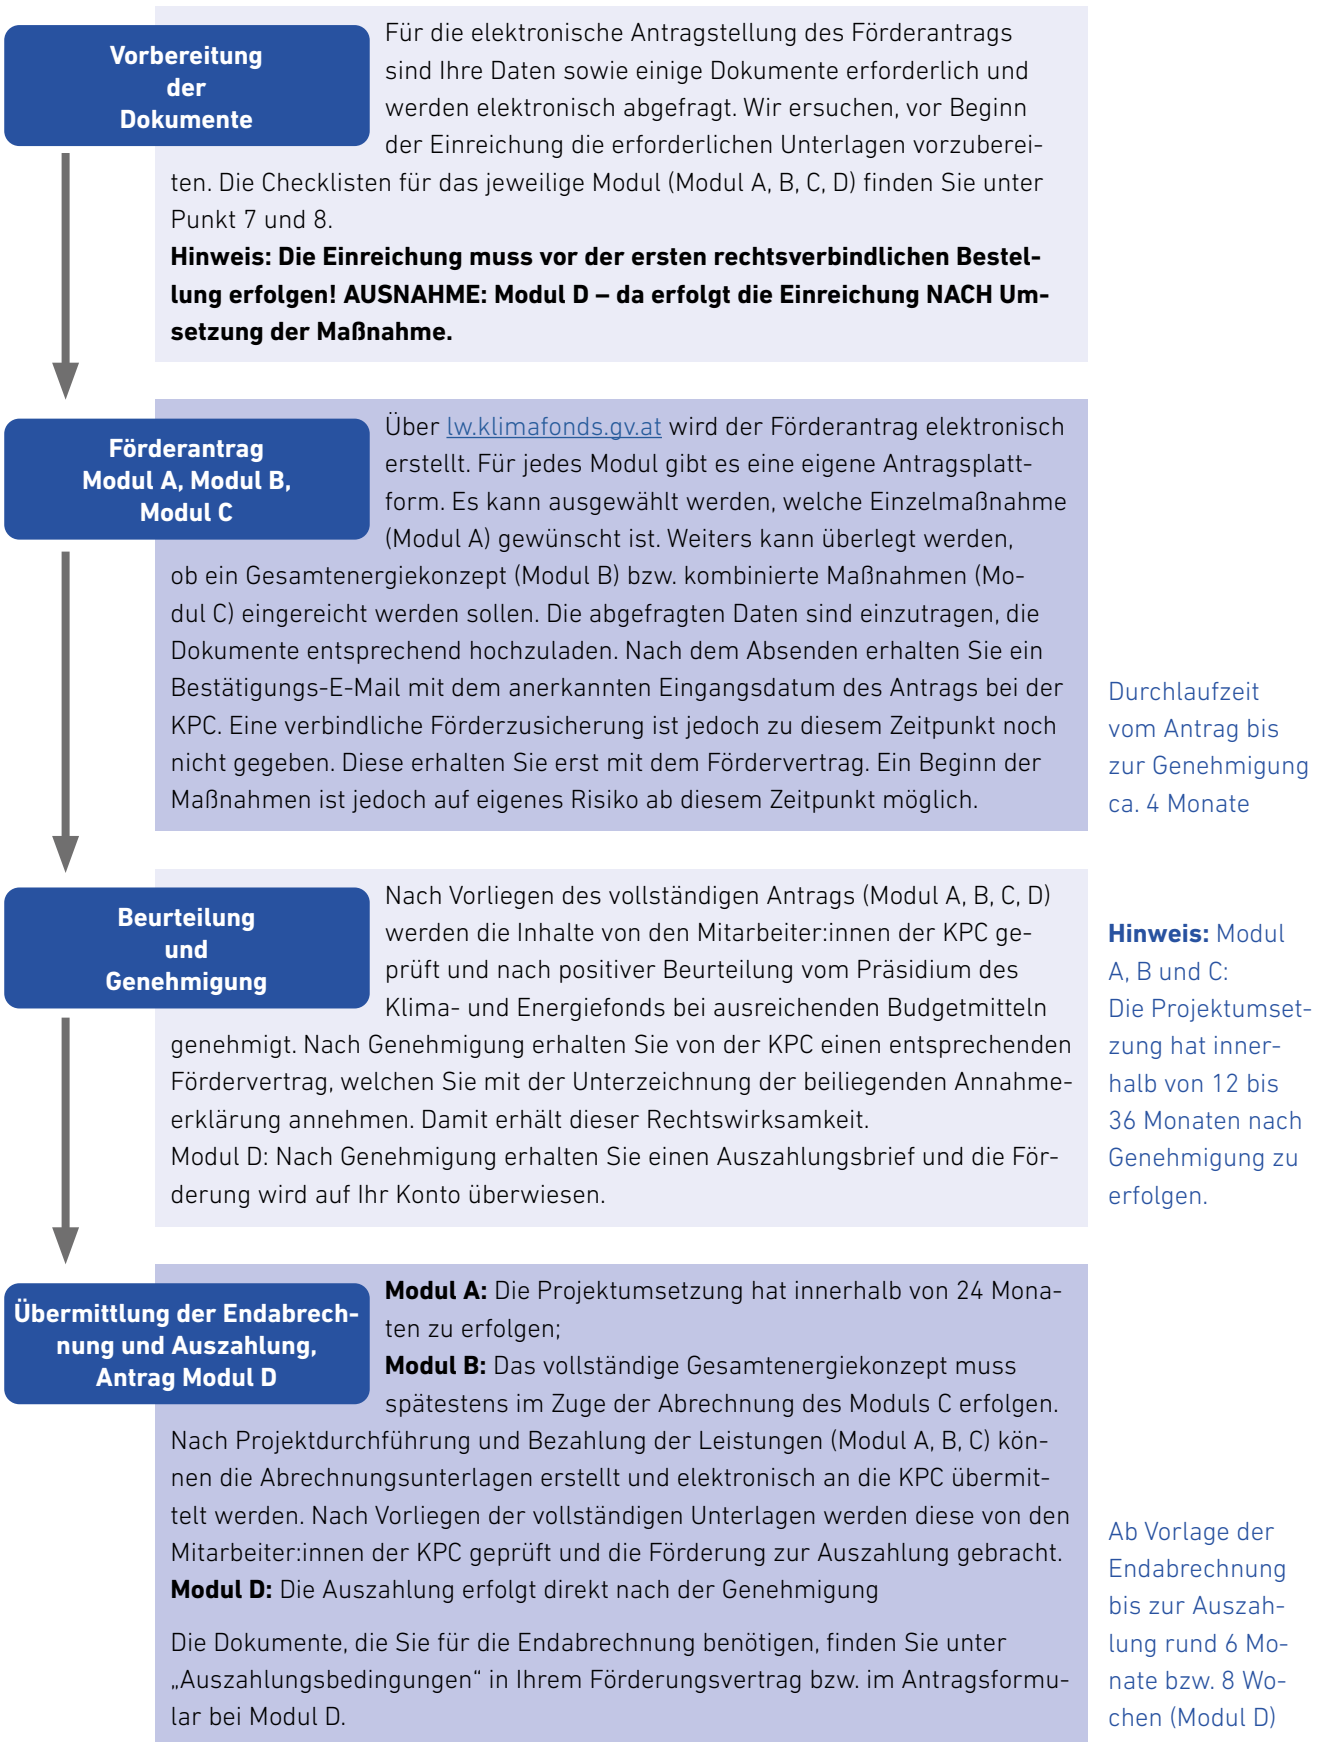 Vorbereitung
der
Dokumente
Für die elektronische Antragstellung des Förderantrags
sind Ihre Daten sowie einige Dokumente erforderlich und
werden elektronisch abgefragt. Wir ersuchen, vor Beginn
der Einreichung die erforderlichen Unterlagen vorzuberei-
ten. Die Checklisten für das jeweilige Modul (Modul A, B, C, D) finden Sie unter
Punkt 7 und 8.
Hinweis: Die Einreichung muss vor der ersten rechtsverbindlichen Bestel-
lung erfolgen! AUSNAHME: Modul D – da erfolgt die Einreichung NACH Um-
setzung der Maßnahme.
Förderantrag
Modul A, Modul B,
Modul C
Über lw.klimafonds.gv.at wird der Förderantrag elektronisch
erstellt. Für jedes Modul gibt es eine eigene Antragsplatt-
form. Es kann ausgewählt werden, welche Einzelmaßnahme
(Modul A) gewünscht ist. Weiters kann überlegt werden,
ob ein Gesamtenergiekonzept (Modul B) bzw. kombinierte Maßnahmen (Mo-
dul C) eingereicht werden sollen. Die abgefragten Daten sind einzutragen, die
Dokumente entsprechend hochzuladen. Nach dem Absenden erhalten Sie ein
Bestätigungs-E-Mail mit dem anerkannten Eingangsdatum des Antrags bei der
KPC. Eine verbindliche Förderzusicherung ist jedoch zu diesem Zeitpunkt noch
nicht gegeben. Diese erhalten Sie erst mit dem Fördervertrag. Ein Beginn der
Maßnahmen ist jedoch auf eigenes Risiko ab diesem Zeitpunkt möglich.
Durchlaufzeit
vom Antrag bis
zur Genehmigung
ca. 4 Monate
Beurteilung
und
Genehmigung
Nach Vorliegen des vollständigen Antrags (Modul A, B, C, D)
werden die Inhalte von den Mitarbeiter:innen der KPC ge-
prüft und nach positiver Beurteilung vom Präsidium des
Klima- und Energiefonds bei ausreichenden Budgetmitteln
genehmigt. Nach Genehmigung erhalten Sie von der KPC einen entsprechenden
Fördervertrag, welchen Sie mit der Unterzeichnung der beiliegenden Annahme-
erklärung annehmen. Damit erhält dieser Rechtswirksamkeit.
Modul D: Nach Genehmigung erhalten Sie einen Auszahlungsbrief und die För-
derung wird auf Ihr Konto überwiesen.
Hinweis: Modul
A, B und C:
Die Projektumset-
zung hat inner-
halb von 12 bis
36 Monaten nach
Genehmigung zu
erfolgen.
Übermittlung der Endabrech-
nung und Auszahlung,
Antrag Modul D
Modul A: Die Projektumsetzung hat innerhalb von 24 Mona-
ten zu erfolgen;
Modul B: Das vollständige Gesamtenergiekonzept muss
spätestens im Zuge der Abrechnung des Moduls C erfolgen.
Nach Projektdurchführung und Bezahlung der Leistungen (Modul A, B, C) kön-
nen die Abrechnungsunterlagen erstellt und elektronisch an die KPC übermit-
telt werden. Nach Vorliegen der vollständigen Unterlagen werden diese von den
Mitarbeiter:innen der KPC geprüft und die Förderung zur Auszahlung gebracht.
Modul D: Die Auszahlung erfolgt direkt nach der Genehmigung
Die Dokumente, die Sie für die Endabrechnung benötigen, finden Sie unter
„Auszahlungsbedingungen“ in Ihrem Förderungsvertrag bzw. im Antragsformu-
lar bei Modul D.
Ab Vorlage der
Endabrechnung
bis zur Auszah-
lung rund 6 Mo-
nate bzw. 8 Wo-
chen (Modul D)